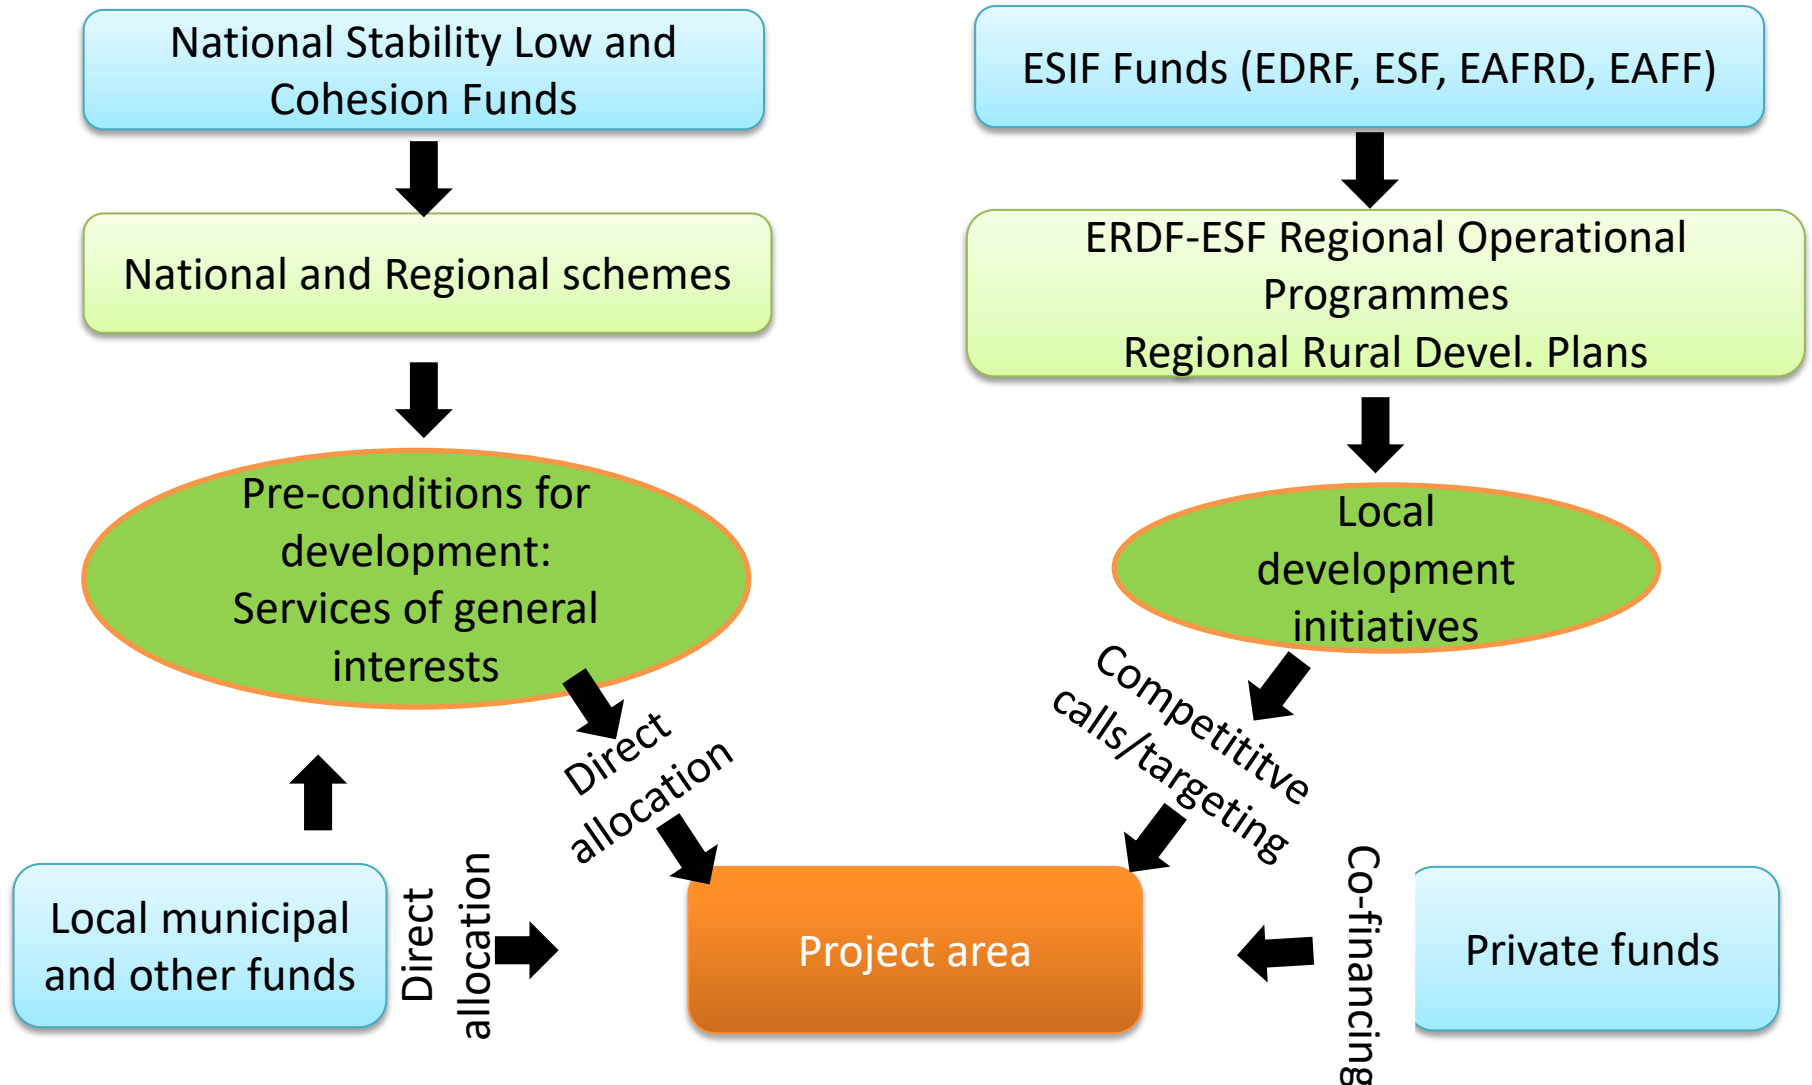 National Stability Low and
Cohesion Funds
ESIF Funds (EDRF, ESF, EAFRD, EAFF)
National and Regional schemes
ERDF-ESF Regional Operational
Programmes
Regional Rural Devel. Plans
Pre-conditions for
development:
Services of general
interests
Local
development
initiatives
Direct
allocation
Competititve
calls/targeting
Local municipal
and other funds
Direct
allocation
Project area
Co-financing
Private funds